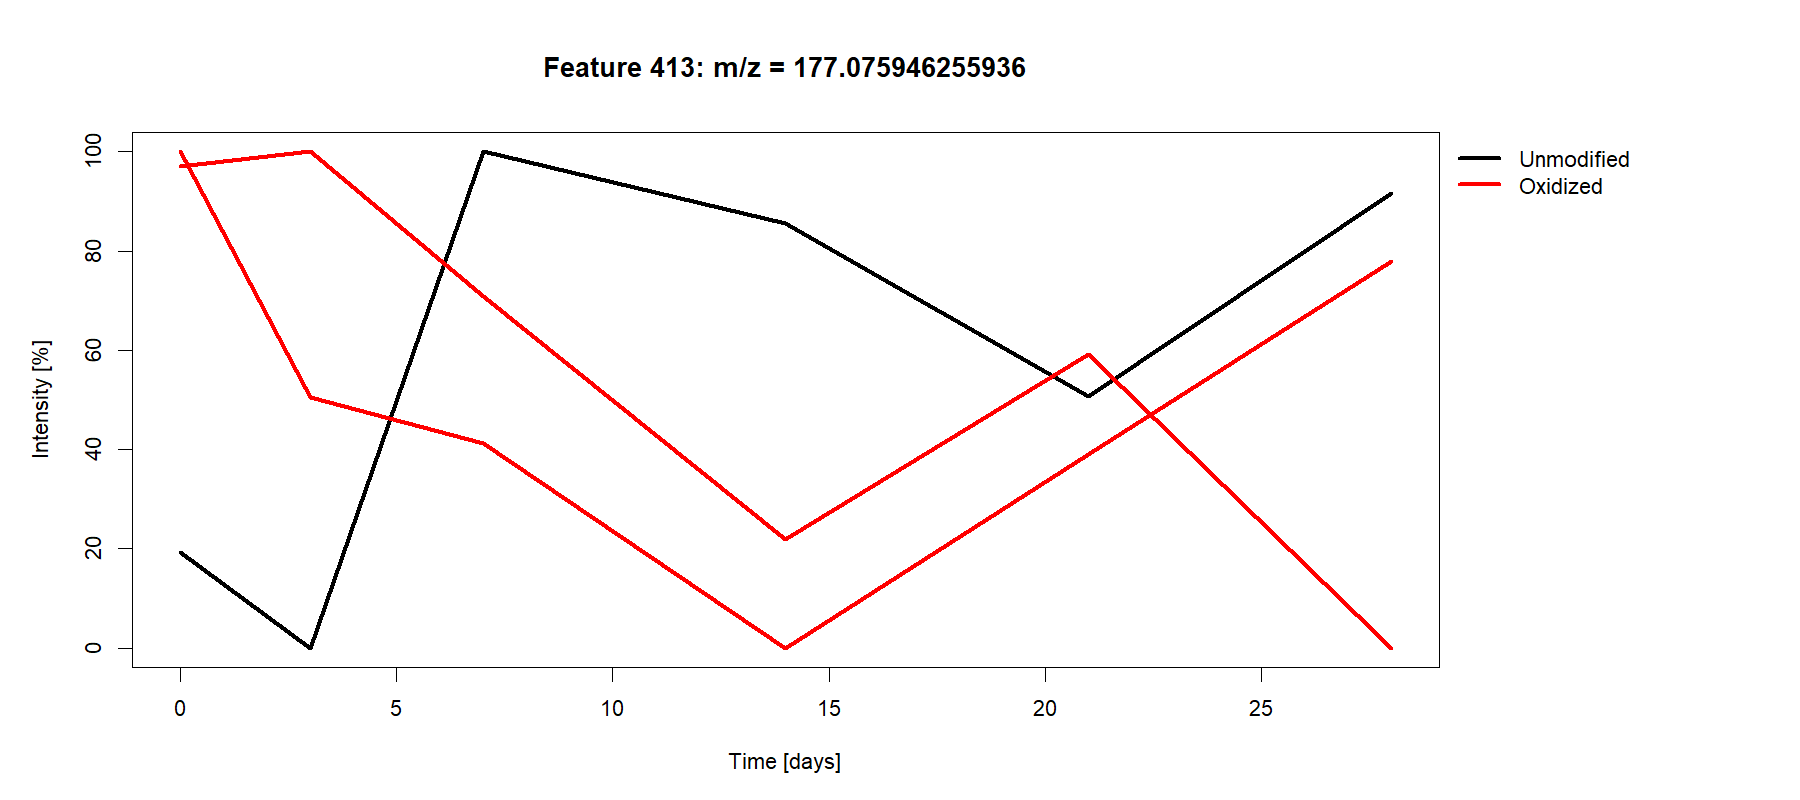 Feature 413: m/z = 177.075946255936
Unmodified
Oxidized
Intensity [%]
100
80
60
40
20
0
0 5 10 15 20 25
Time [days]